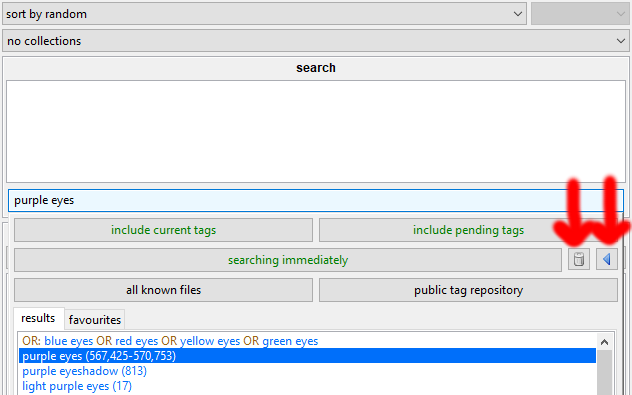 sort by random
no collections
search
purple eyes
include current tags
include pending tags
searching immediately
all known files
public tag repository
results
favourites
OR: blue eyes OR red eyes OR yellow eyes OR green eyes
purple eyes (567,425-570,753)
purple eyeshadow (813)
light purple eyes (17)